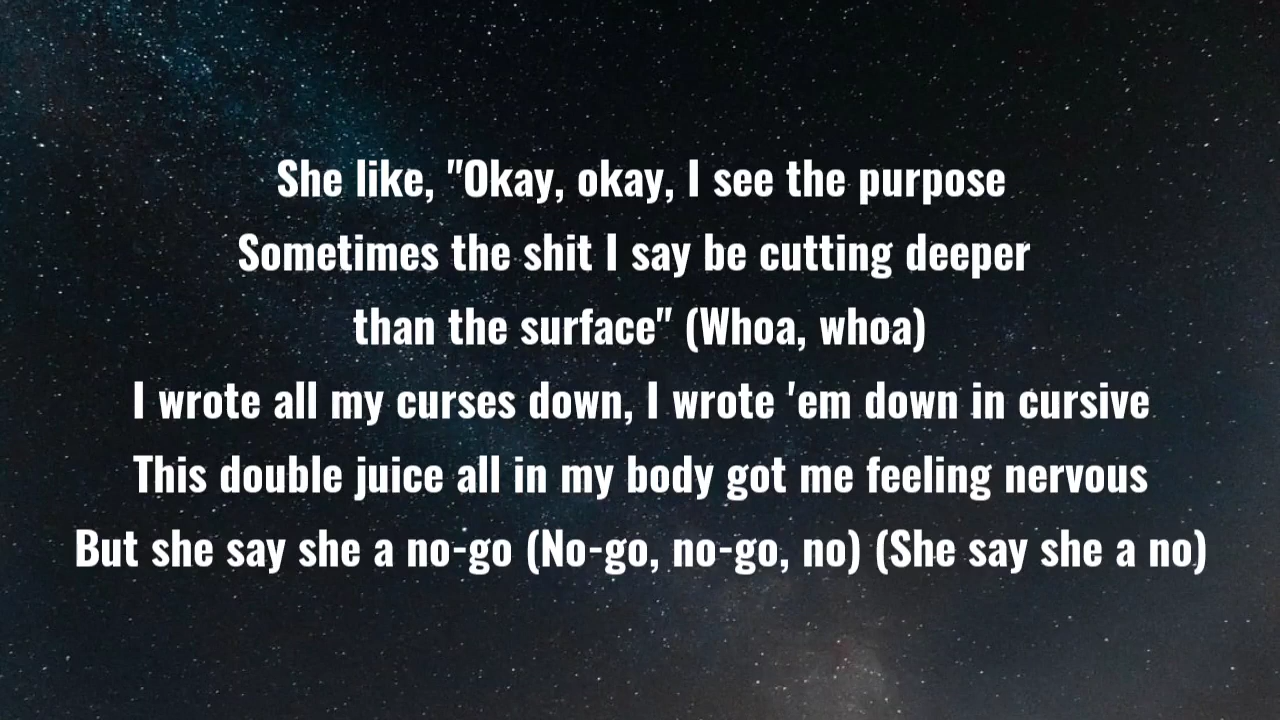 She like, "Okay, okay, I see the purpose
Sometimes the shit I say be cutting deeper
than the surface" (Whoa, whoa)
I wrote all my curses down, I wrote 'em down in cursive
This double juice all in my body got me feeling nervous
But she say she a no-go (No-go, no-go, no) (She say she a no)